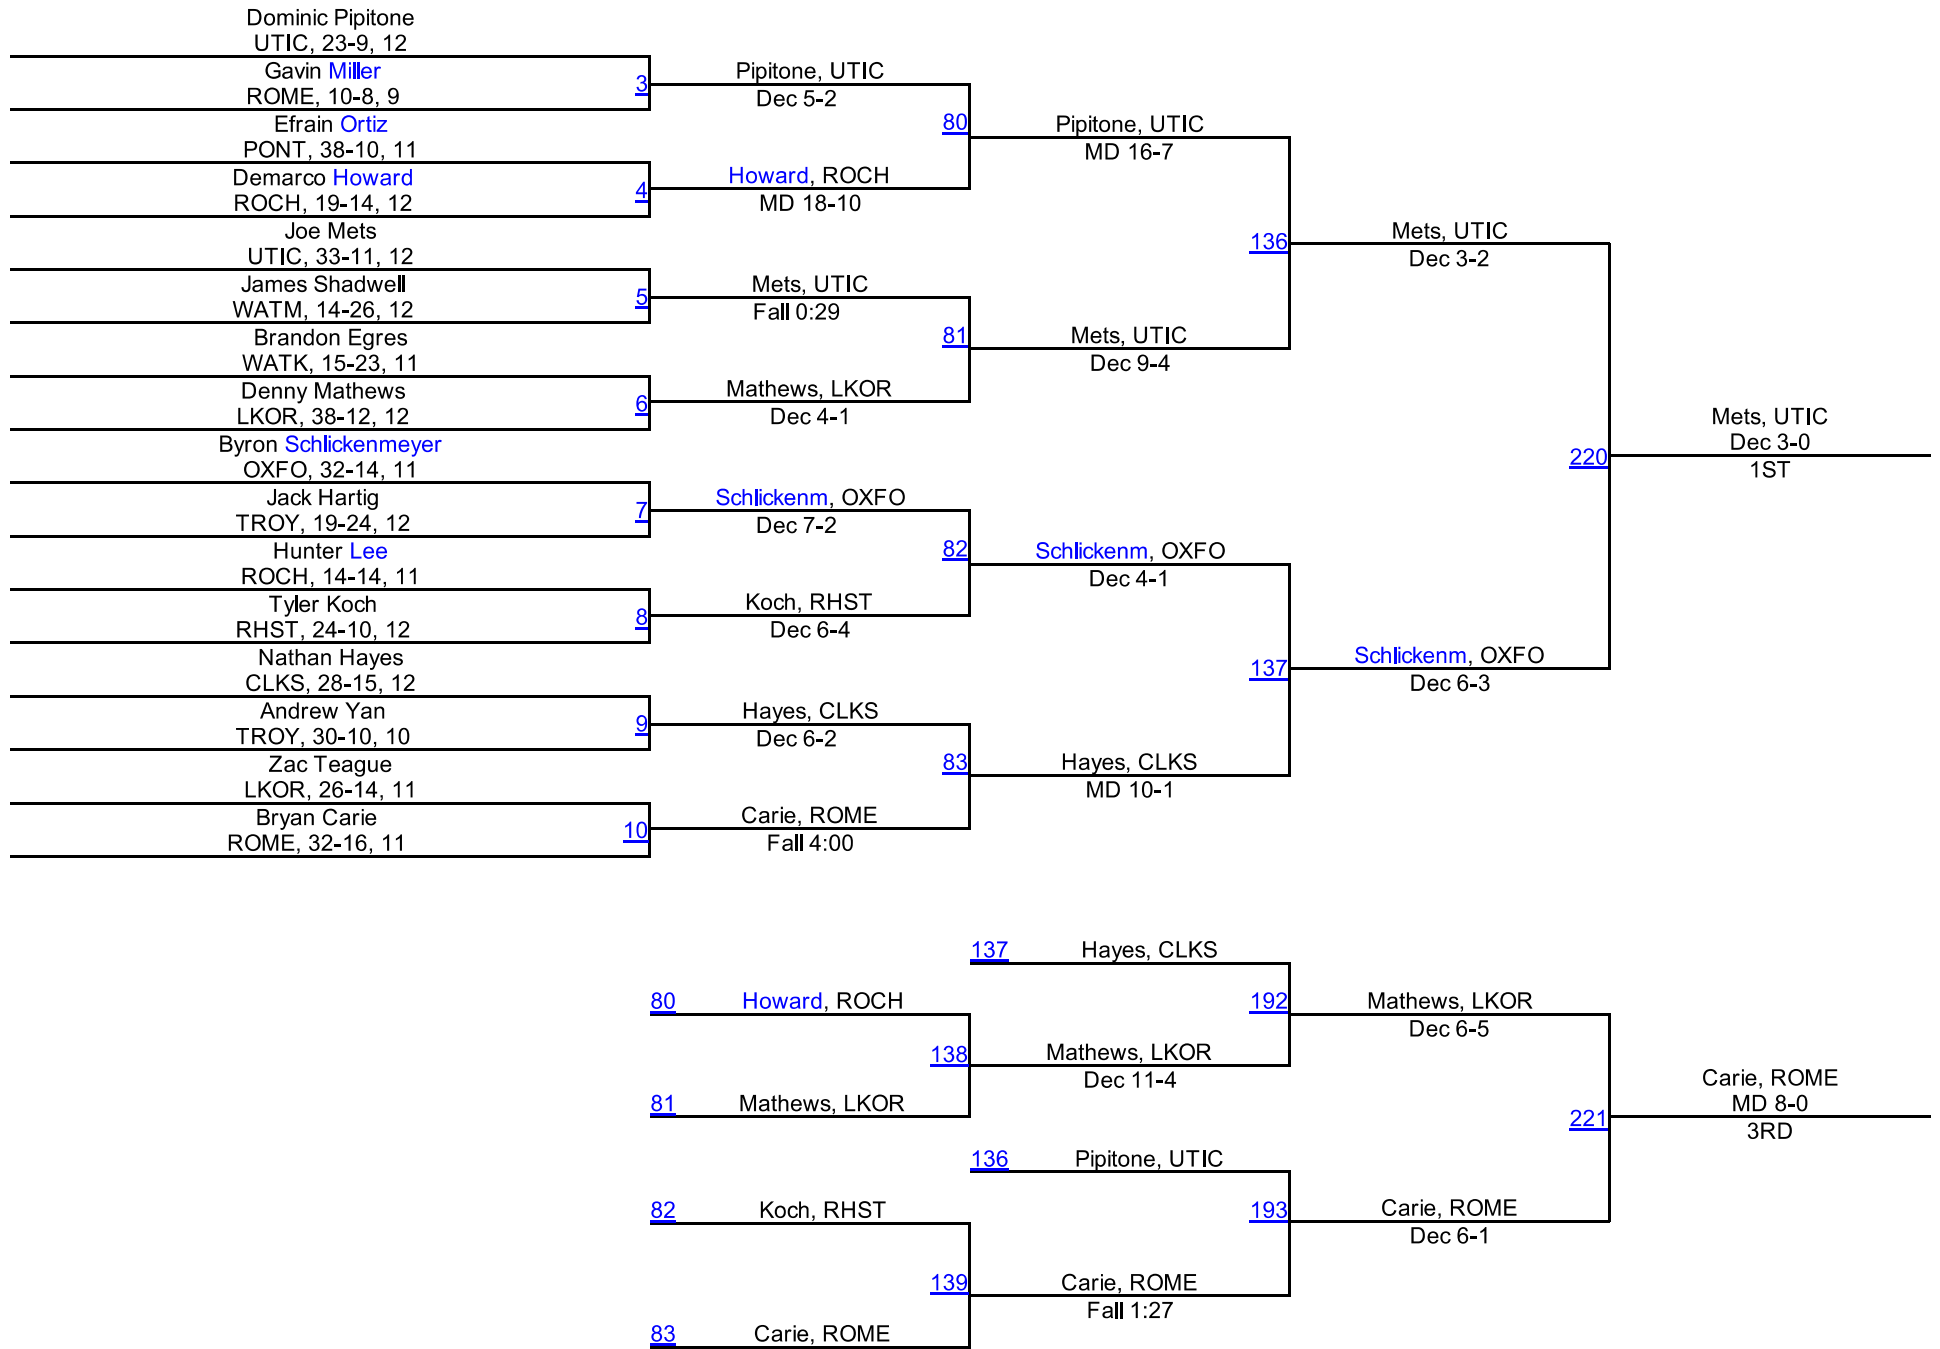 Dominic Pipitone
UTIC, 23-9, 12
Gavin Miller
ROME, 10-8, 9
3
Pipitone, UTIC
Dec 5-2
Efrain Ortiz
PONT, 38-10, 11
80
Pipitone, UTIC
MD 16-7
Demarco Howard
ROCH, 19-14, 12
4
Howard, ROCH
MD 18-10
Joe Mets
UTIC, 33-11, 12
136
Mets, UTIC
Dec 3-2
James Shadwell
WATM, 14-26, 12
5
Mets, UTIC
Fall 0:29
Brandon Egres
WATK, 15-23, 11
81
Mets, UTIC
Dec 9-4
Denny Mathews
LKOR, 38-12, 12
6
Mathews, LKOR
Dec 4-1
Byron Schlickenmeyer
OXFO, 32-14, 11
220
Mets, UTIC
Dec 3-0
1ST
Jack Hartig
TROY, 19-24, 12
7
Schlickenm, OXFO
Dec 7-2
Hunter Lee
ROCH, 14-14, 11
82
Schlickenm, OXFO
Dec 4-1
Tyler Koch
RHST, 24-10, 12
8
Koch, RHST
Dec 6-4
Nathan Hayes
CLKS, 28-15, 12
137
Schlickenm, OXFO
Dec 6-3
Andrew Yan
TROY, 30-10, 10
9
Hayes, CLKS
Dec 6-2
Zac Teague
LKOR, 26-14, 11
83
Hayes, CLKS
MD 10-1
Bryan Carie
ROME, 32-16, 11
10
Carie, ROME
Fall 4:00
137
Hayes, CLKS
80
Howard, ROCH
192
Mathews, LKOR
Dec 6-5
138
Mathews, LKOR
Dec 11-4
81
Mathews, LKOR
221
Carie, ROME
MD 8-0
3RD
136
Pipitone, UTIC
82
Koch, RHST
193
Carie, ROME
Dec 6-1
139
Carie, ROME
Fall 1:27
83
Carie, ROME